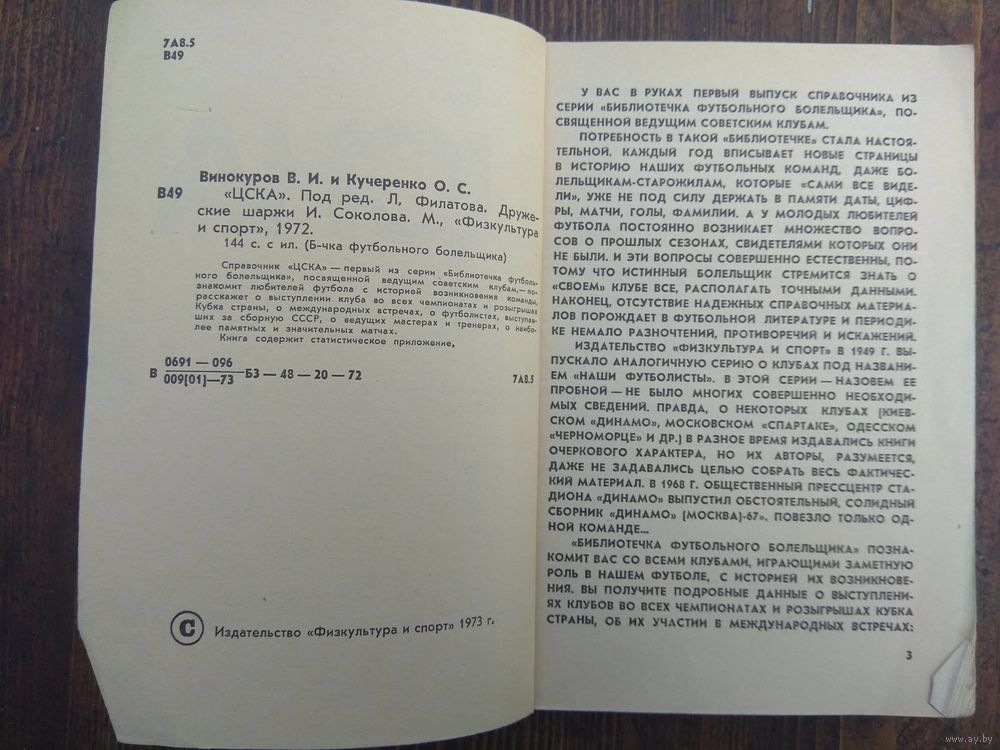 7А8.5
В49
Винокуров В. И. и Кучеренко О. С.
В49 «ЦСКА». Под ред. Л. Филатова. Друже-
ские шаржи И. Соколова. М., «Физкультура
и спорт», 1972.
144 с. с ил. (Б-чка футбольного болельщика)
Справочник «ЦСКА» — первый из серии «Библиотечка футболь-
ного болельщика», посвященной ведущим советским клубам,— поз-
накомит любителей футбола с историей возникновения команды,
расскажет о выступлении клуба во всех чемпионатах и розыгрышах
Кубка страны, о международных встречах, о футболистах, выступав-
ших за сборную СССР, о ведущих мастерах и тренерах, о наибо-
лее памятных и значительных матчах.
Книга содержит статистическое приложение.
0691 — 096
В 009[01]—73 БЗ — 48 — 20 — 72 7А8.5
© Издательство «Физкультура и спорт» 1973 г.
У ВАС В РУКАХ ПЕРВЫЙ ВЫПУСК СПРАВОЧНИКА ИЗ
СЕРИИ «БИБЛИОТЕЧКА ФУТБОЛЬНОГО БОЛЕЛЬЩИКА», ПО-
СВЯЩЕННОЙ ВЕДУЩИМ СОВЕТСКИМ КЛУБАМ.
ПОТРЕБНОСТЬ В ТАКОЙ «БИБЛИОТЕЧКЕ» СТАЛА НАСТОЯ-
ТЕЛЬНОЙ. КАЖДЫЙ ГОД ВПИСЫВАЕТ НОВЫЕ СТРАНИЦЫ
В ИСТОРИЮ НАШИХ ФУТБОЛЬНЫХ КОМАНД, ДАЖЕ БО-
ЛЕЛЬЩИКАМ-СТАРОЖИЛАМ, КОТОРЫЕ «САМИ ВСЕ ВИДЕ-
ЛИ», УЖЕ НЕ ПОД СИЛУ ДЕРЖАТЬ В ПАМЯТИ ДАТЫ, ЦИФ-
РЫ, МАТЧИ, ГОЛЫ, ФАМИЛИИ. А У МОЛОДЫХ ЛЮБИТЕЛЕЙ
ФУТБОЛА ПОСТОЯННО ВОЗНИКАЕТ МНОЖЕСТВО ВОПРО-
СОВ О ПРОШЛЫХ СЕЗОНАХ, СВИДЕТЕЛЯМИ КОТОРЫХ ОНИ
НЕ БЫЛИ. И ЭТИ ВОПРОСЫ СОВЕРШЕННО ЕСТЕСТВЕННЫ, ПО-
ТОМУ ЧТО ИСТИННЫЙ БОЛЕЛЬЩИК СТРЕМИТСЯ ЗНАТЬ О
«СВОЕМ» КЛУБЕ ВСЕ, РАСПОЛАГАТЬ ТОЧНЫМИ ДАННЫМИ.
НАКОНЕЦ, ОТСУТСТВИЕ НАДЕЖНЫХ СПРАВОЧНЫХ МАТЕРИА-
ЛОВ ПОРОЖДАЕТ В ФУТБОЛЬНОЙ ЛИТЕРАТУРЕ И ПЕРИОДИ-
КЕ НЕМАЛО РАЗНОЧТЕНИЙ, ПРОТИВОРЕЧИЙ И ИСКАЖЕНИЙ.
ИЗДАТЕЛЬСТВО «ФИЗКУЛЬТУРА И СПОРТ» В 1949 Г. ВЫ-
ПУСКАЛО АНАЛОГИЧНУЮ СЕРИЮ О КЛУБАХ ПОД НАЗВАНИ-
ЕМ «НАШИ ФУТБОЛИСТЫ». В ЭТОЙ СЕРИИ — НАЗОВЕМ ЕЕ
ПРОБНОЙ — НЕ БЫЛО МНОГИХ СОВЕРШЕННО НЕОБХОДИ-
МЫХ СВЕДЕНИЙ. ПРАВДА, О НЕКОТОРЫХ КЛУБАХ [КИЕВ-
СКОМ «ДИНАМО», МОСКОВСКОМ «СПАРТАКЕ», ОДЕССКОМ
«ЧЕРНОМОРЦЕ» И ДР.] В РАЗНОЕ ВРЕМЯ ИЗДАВАЛИСЬ КНИГИ
ОЧЕРКОВОГО ХАРАКТЕРА, НО ИХ АВТОРЫ, РАЗУМЕЕТСЯ,
ДАЖЕ НЕ ЗАДАВАЛИСЬ ЦЕЛЬЮ СОБРАТЬ ВЕСЬ ФАКТИЧЕС-
КИЙ МАТЕРИАЛ. В 1968 Г. ОБЩЕСТВЕННЫЙ ПРЕССЦЕНТР СТА-
ДИОНА «ДИНАМО» ВЫПУСТИЛ ОБСТОЯТЕЛЬНЫЙ, СОЛИДНЫЙ
СБОРНИК «ДИНАМО» [МОСКВА]-67». ПОВЕЗЛО ТОЛЬКО ОД-
НОЙ КОМАНДЕ...
«БИБЛИОТЕЧКА ФУТБОЛЬНОГО БОЛЕЛЬЩИКА» ПОЗНА-
КОМИТ ВАС СО ВСЕМИ КЛУБАМИ, ИГРАЮЩИМИ ЗАМЕТНУЮ
РОЛЬ В НАШЕМ ФУТБОЛЕ, С ИСТОРИЕЙ ИХ ВОЗНИКНОВЕ-
НИЯ. ВЫ ПОЛУЧИТЕ ПОДРОБНЫЕ ДАННЫЕ О ВЫСТУПЛЕНИ-
ЯХ КЛУБОВ ВО ВСЕХ ЧЕМПИОНАТАХ И РОЗЫГРЫШАХ КУБКА
СТРАНЫ, ОБ ИХ УЧАСТИИ В МЕЖДУНАРОДНЫХ ВСТРЕЧАХ:
3
www.ay.by